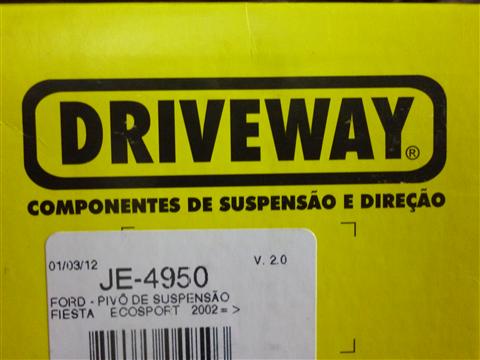 DRIVEWAY®
COMPONENTES DE SUSPENSÃO E DIREÇÃO
01/03/12 JE-4950 V. 2.0
FORD - PIVÔ DE SUSPENSÃO
FIESTA ECOSPORT 2002=>